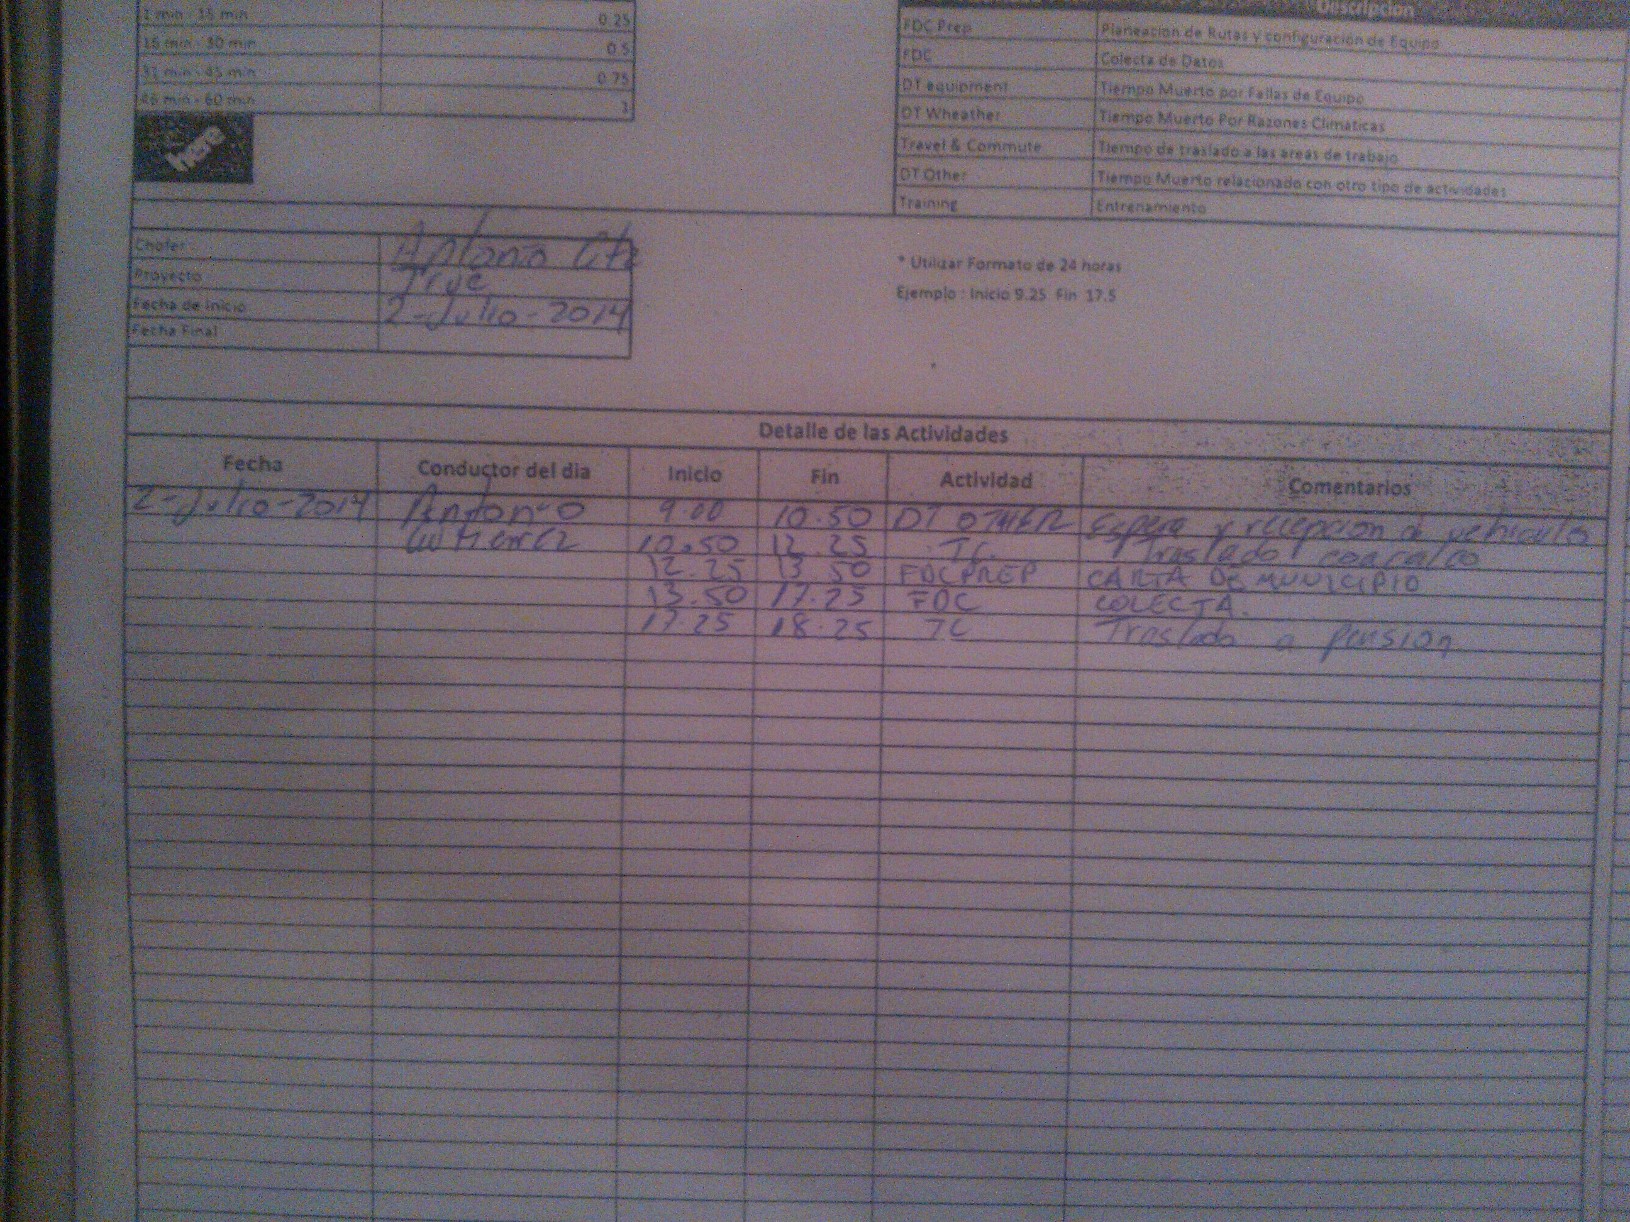 1 min - 15 min 0.25
16 min - 30 min 0.5
31 min - 45 min 0.75
46 min - 60 min 1
here
Descripcion
FDC Prep Planeacion de Rutas y configuracion de Equipo
FDC Colecta de Datos
DT equipment Tiempo Muerto por Fallas de Equipo
DT Wheather Tiempo Muerto Por Razones Climaticas
Travel & Commute Tiempo de traslado a las areas de trabajo
DT Other Tiempo Muerto relacionado con otro tipo de actividades
Training Entrenamiento
Chofer : Antonio Gtz
Proyecto True
Fecha de Inicio 2-Julio-2014
Fecha Final
* Utilizar Formato de 24 horas
Ejemplo : Inicio 9.25 Fin 17.5
Detalle de las Actividades
Fecha Conductor del dia Inicio Fin Actividad Comentarios
2-Julio-2014 Antonio 9.00 10.50 DT OTHER Espera y recepcion de vehiculos
Gutierrez 10.50 12.25 TC. Traslado coacalco
12.25 13.50 FDCPREP CARTA DE MUNICIPIO
13.50 17.25 FDC COLECTA.
17.25 18.25 TC Traslado a pension